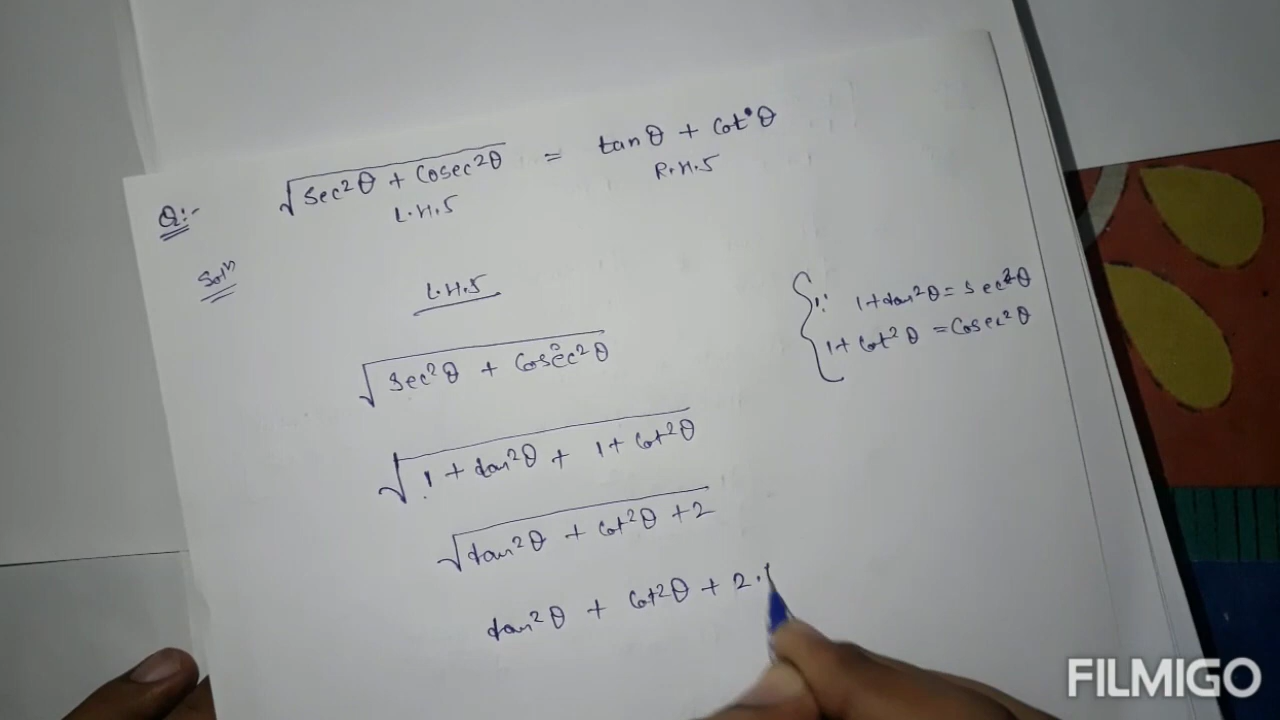 Q:- √sec²θ + Cosec²θ = tanθ + Cot θ
L.H.S R.H.S
Solⁿ
L.H.S
√sec²θ + Cosec²θ
{∵ 1+tan²θ = sec²θ
1+ Cot²θ = Cosec²θ
√1 + tan²θ + 1 + Cot²θ
√tan²θ + Cot²θ + 2
tan²θ + Cot²θ + 2.
FILMIGO